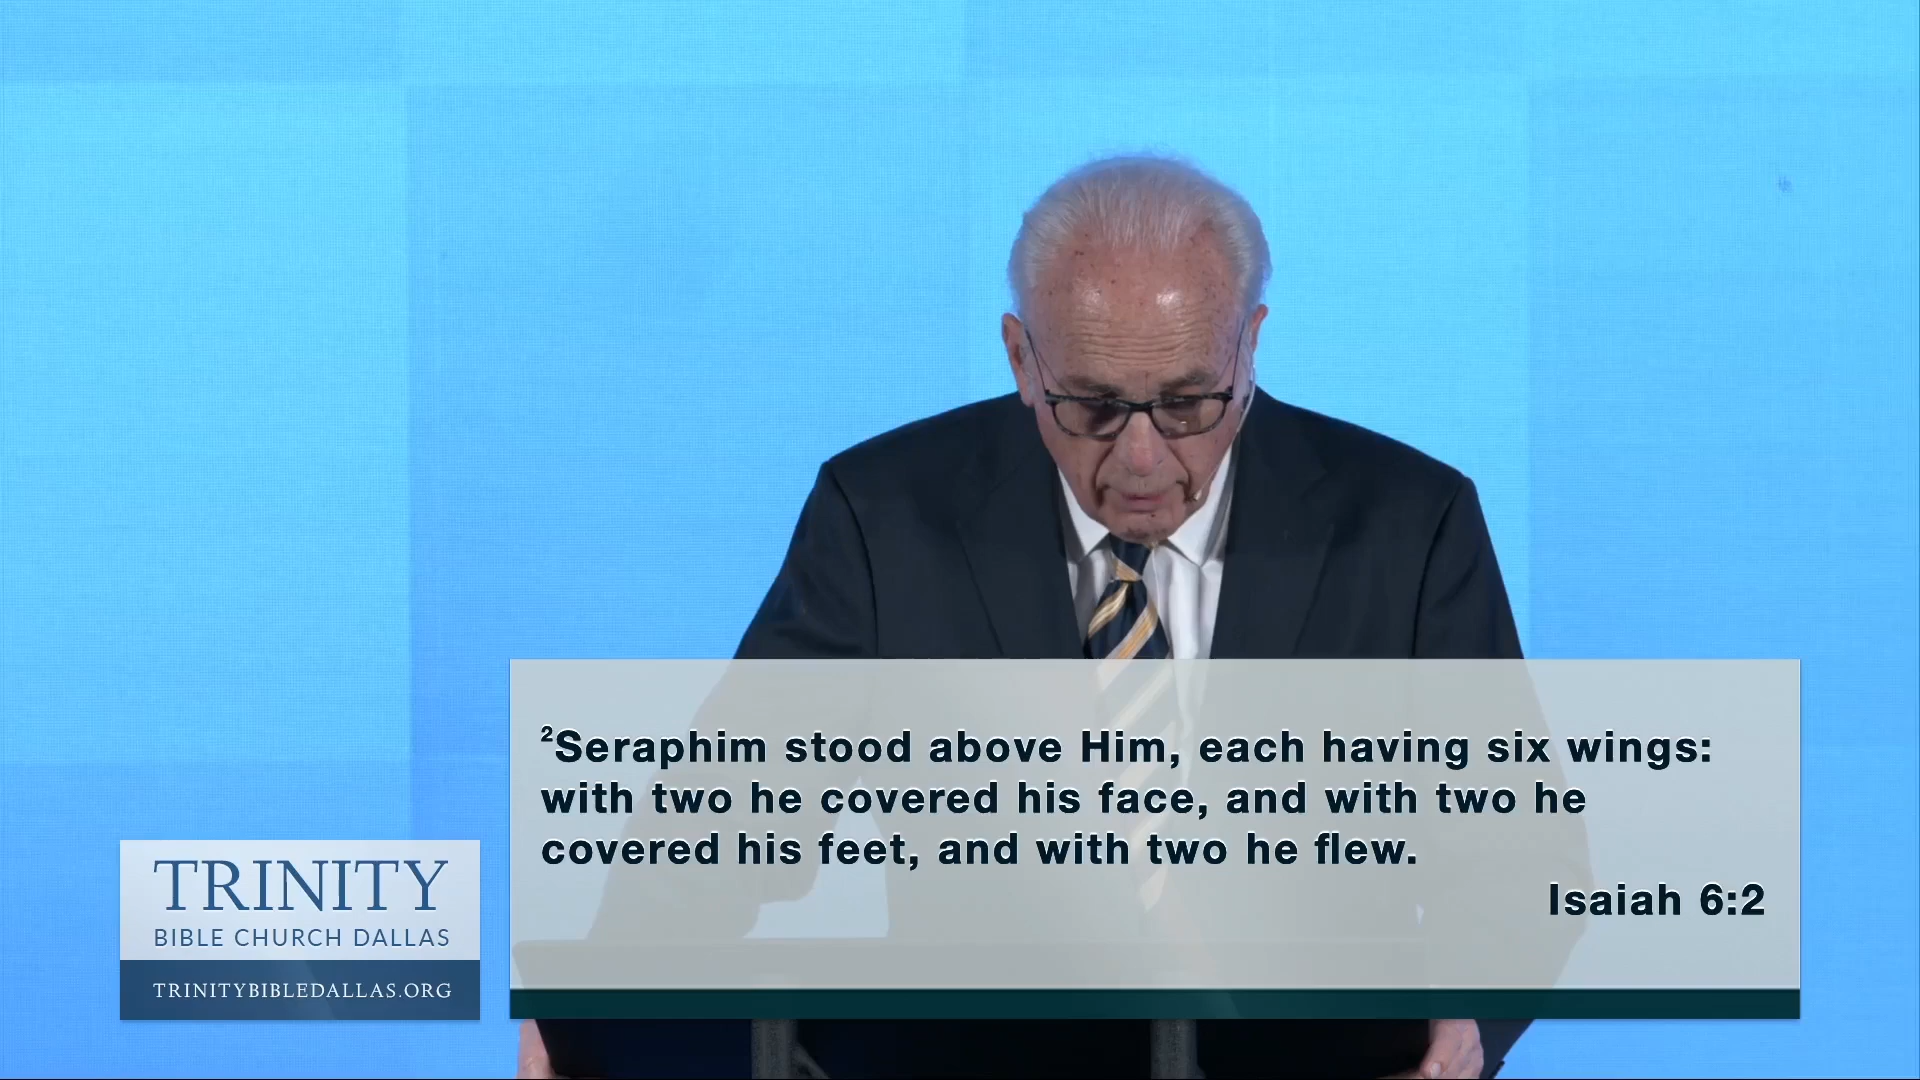 ²Seraphim stood above Him, each having six wings:
with two he covered his face, and with two he
covered his feet, and with two he flew.
Isaiah 6:2
TRINITY
BIBLE CHURCH DALLAS
TRINITYBIBLEDALLAS.ORG